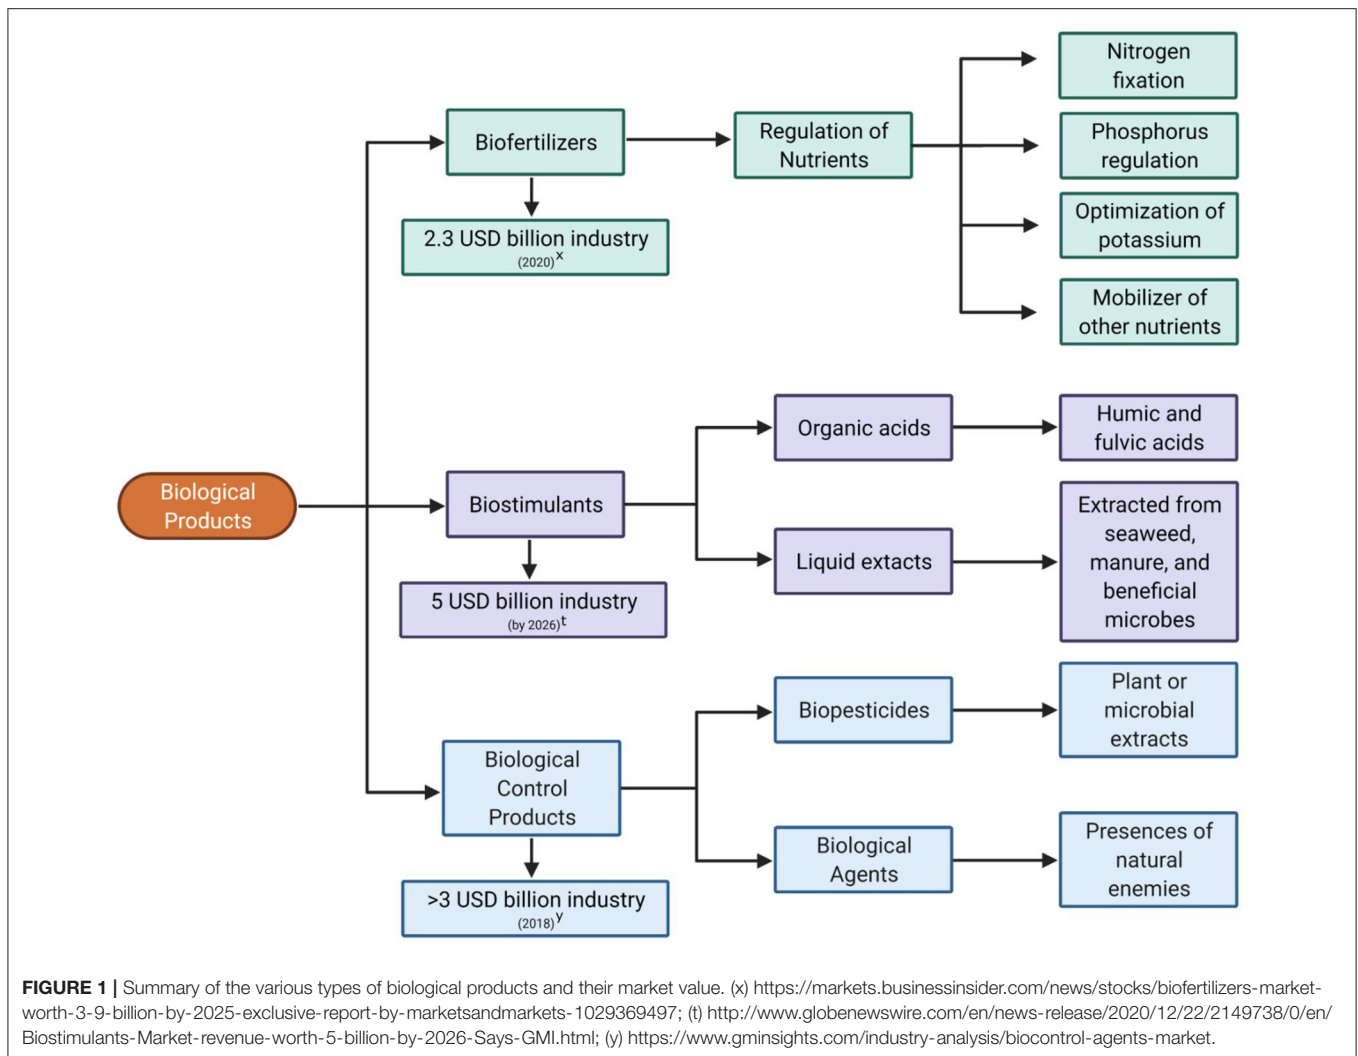 Nitrogen
fixation
Biofertilizers
Regulation of
Nutrients
Phosphorus
regulation
2.3 USD billion industry
(2020)x
Optimization of
potassium
Mobilizer of
other nutrients
Biological
Products
Biostimulants
5 USD billion industry
(by 2026)t
Organic acids
Humic and
fulvic acids
Liquid extacts
Extracted from
seaweed,
manure, and
beneficial
microbes
Biological
Control
Products
>3 USD billion industry
(2018)y
Biopesticides
Plant or
microbial
extracts
Biological
Agents
Presences of
natural
enemies
FIGURE 1 | Summary of the various types of biological products and their market value. (x) https://markets.businessinsider.com/news/stocks/biofertilizers-market-
worth-3-9-billion-by-2025-exclusive-report-by-marketsandmarkets-1029369497; (t) http://www.globenewswire.com/en/news-release/2020/12/22/2149738/0/en/
Biostimulants-Market-revenue-worth-5-billion-by-2026-Says-GMI.html; (y) https://www.gminsights.com/industry-analysis/biocontrol-agents-market.